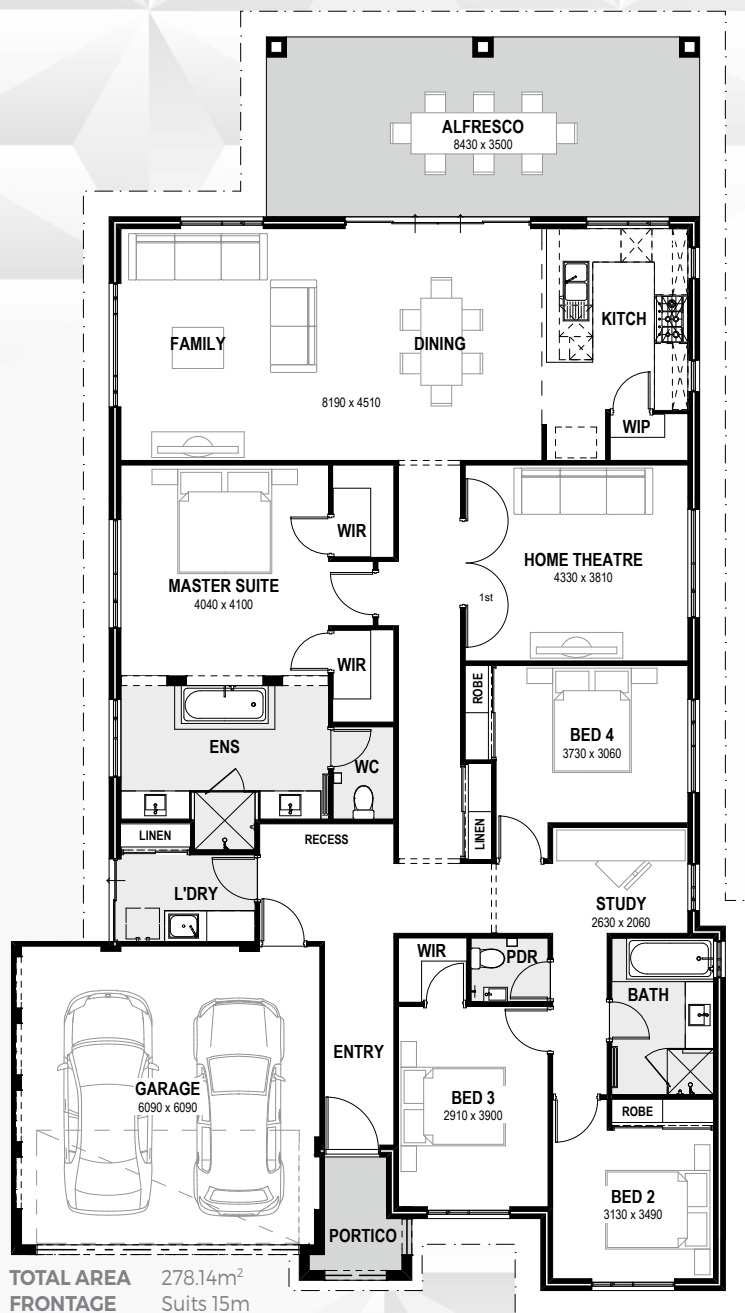 ALFRESCO
8430 x 3500
FAMILY
DINING
KITCH
8190 x 4510
WIP
WIR
MASTER SUITE
4040 x 4100
HOME THEATRE
4330 x 3810
1st
WIR
ROBE
BED 4
3730 x 3060
ENS
WC
LINEN
RECESS
LINEN
L'DRY
STUDY
2630 x 2060
WIR
PDR
BATH
ENTRY
GARAGE
6090 x 6090
BED 3
2910 x 3900
ROBE
BED 2
3130 x 3490
PORTICO
TOTAL AREA 278.14m²
FRONTAGE Suits 15m